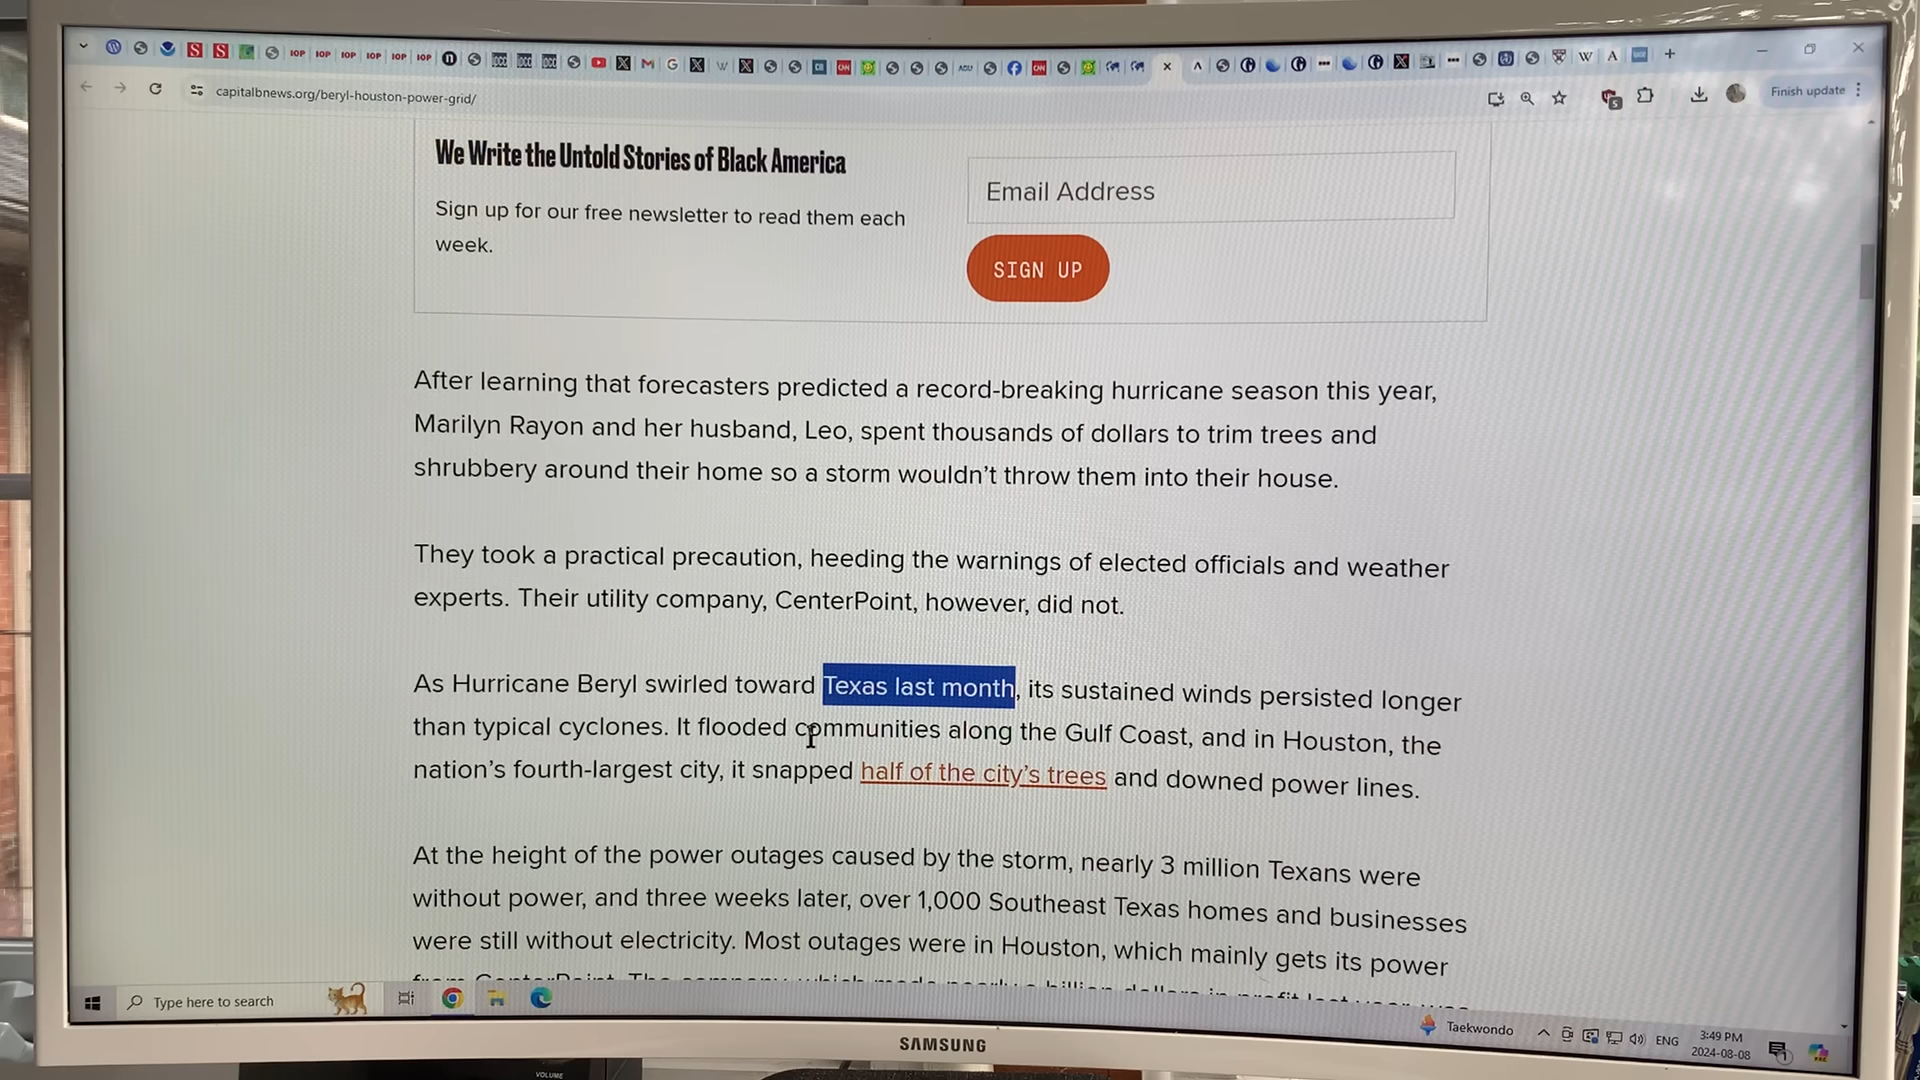 capitalbnews.org/beryl-houston-power-grid/
Finish update
We Write the Untold Stories of Black America
Sign up for our free newsletter to read them each
week.
Email Address
SIGN UP
After learning that forecasters predicted a record-breaking hurricane season this year,
Marilyn Rayon and her husband, Leo, spent thousands of dollars to trim trees and
shrubbery around their home so a storm wouldn't throw them into their house.
They took a practical precaution, heeding the warnings of elected officials and weather
experts. Their utility company, CenterPoint, however, did not.
As Hurricane Beryl swirled toward Texas last month, its sustained winds persisted longer
than typical cyclones. It flooded communities along the Gulf Coast, and in Houston, the
nation's fourth-largest city, it snapped half of the city's trees and downed power lines.
At the height of the power outages caused by the storm, nearly 3 million Texans were
without power, and three weeks later, over 1,000 Southeast Texas homes and businesses
were still without electricity. Most outages were in Houston, which mainly gets its power
Type here to search
Taekwondo
ENG
3:49 PM
2024-08-08
SAMSUNG
VOLUME